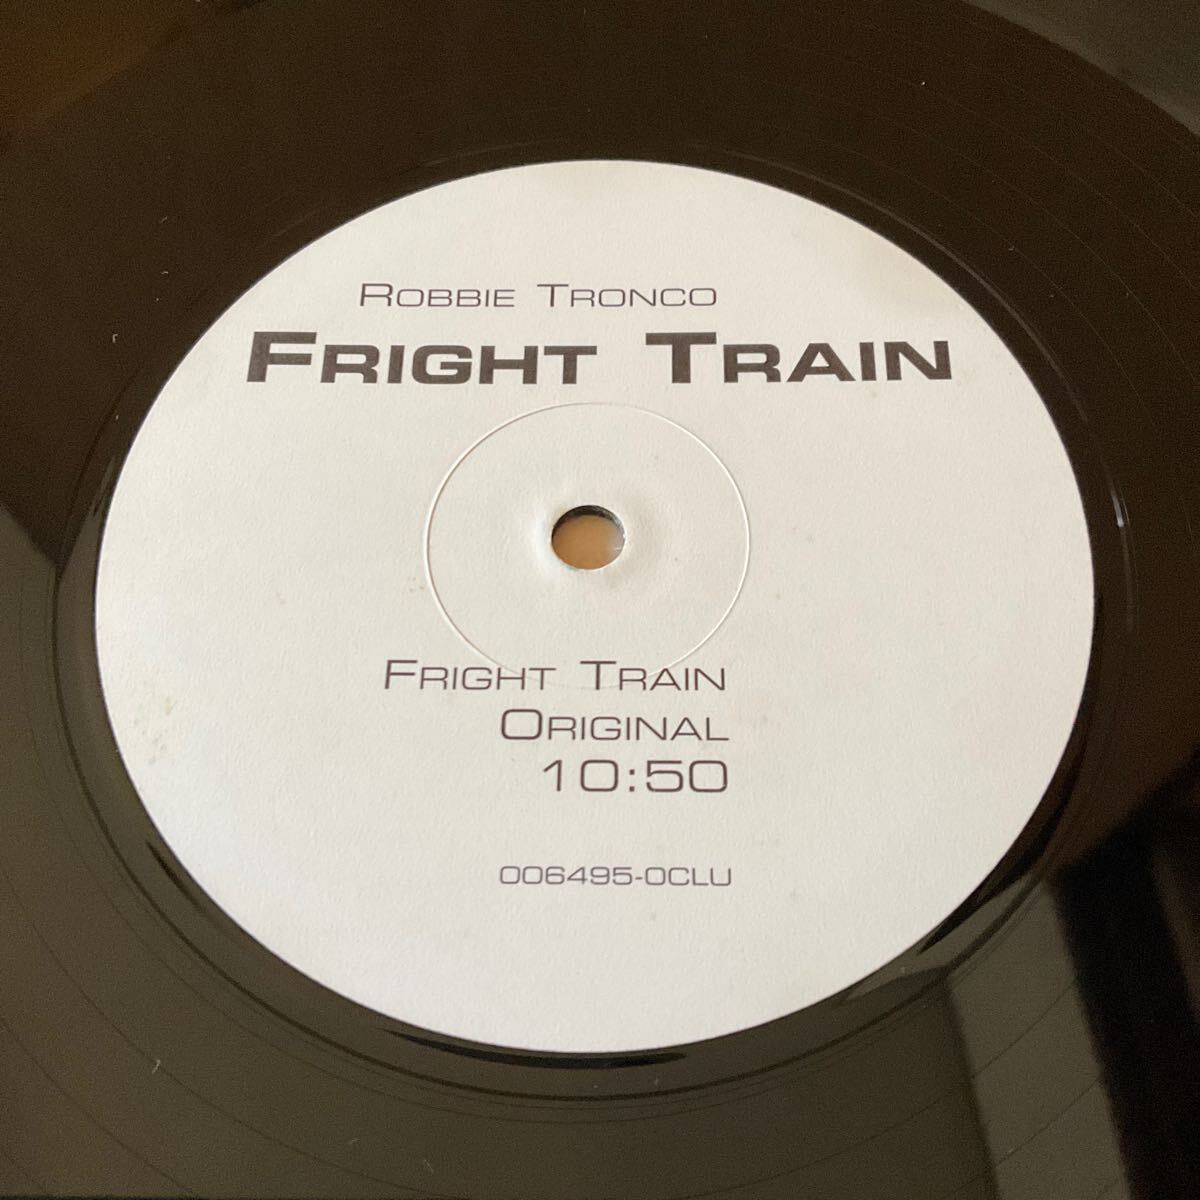 Robbie Tronco
Fright Train
Fright Train
Original
10:50
006495-0CLU